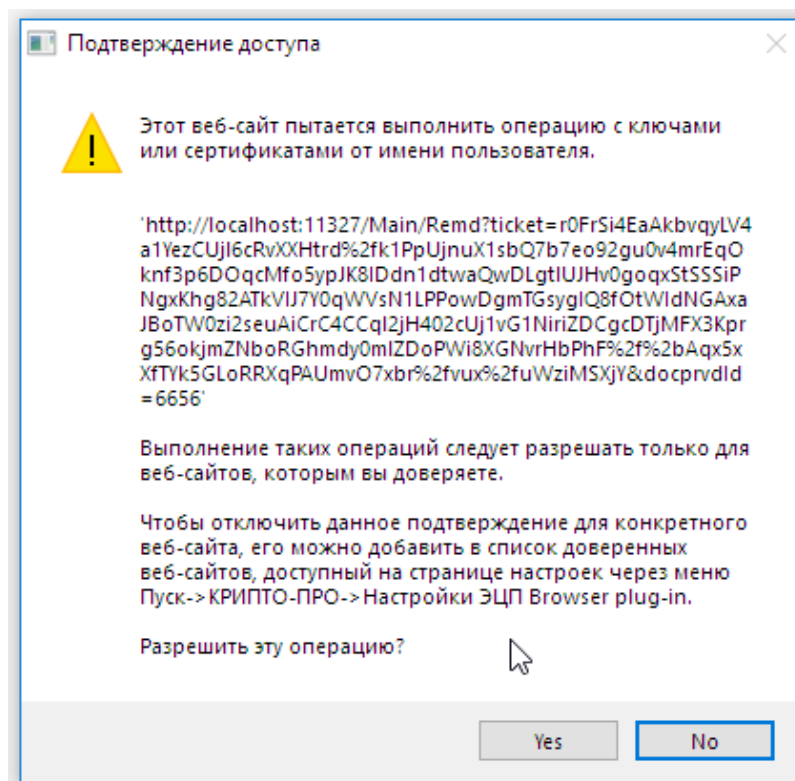 Подтверждение доступа
Этот веб-сайт пытается выполнить операцию с ключами
или сертификатами от имени пользователя.
'http://localhost:11327/Main/Remd?ticket=r0FrSi4EaAkbvqyLV4
a1YezCUjI6cRvXXHtrd%2fk1PpUjnuX1sbQ7b7eo92gu0v4mrEqO
knf3p6DOqcMfo5ypJK8IDdn1dtwaQwDLgtIUJHv0goqxStSSSiP
NgxKhg82ATkVIJ7Y0qWVsN1LPPowDgmTGsygIQ8fOtWIdNGAxa
JBoTW0zi2seuAiCrC4CCqI2jH402cUj1vG1NiriZDCgcDTjMFX3Kpr
g56okjmZNboRGhmdy0mIZDoPWi8XGNvrHbPhF%2f%2bAqx5x
XfTYk5GLoRRXqPAUmvO7xbr%2fvux%2fuWziMSXjY&docprvdId
=6656'
Выполнение таких операций следует разрешать только для
веб-сайтов, которым вы доверяете.
Чтобы отключить данное подтверждение для конкретного
веб-сайта, его можно добавить в список доверенных
веб-сайтов, доступный на странице настроек через меню
Пуск->КРИПТО-ПРО->Настройки ЭЦП Browser plug-in.
Разрешить эту операцию?
Yes
No